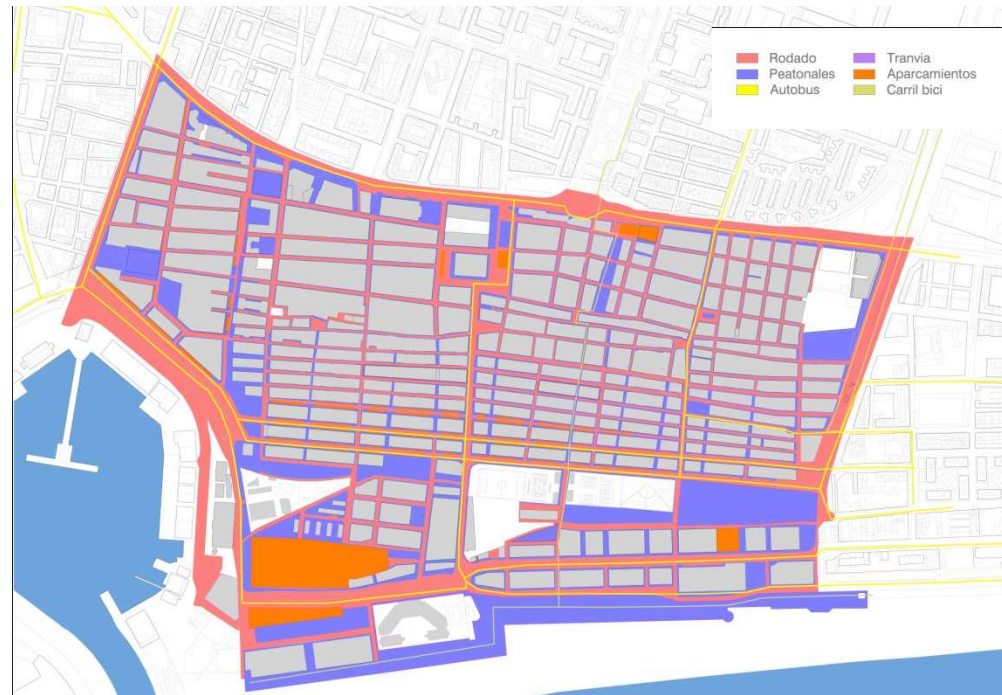 Rodado
Peatonales
Autobus
Tranvia
Aparcamientos
Carril bici